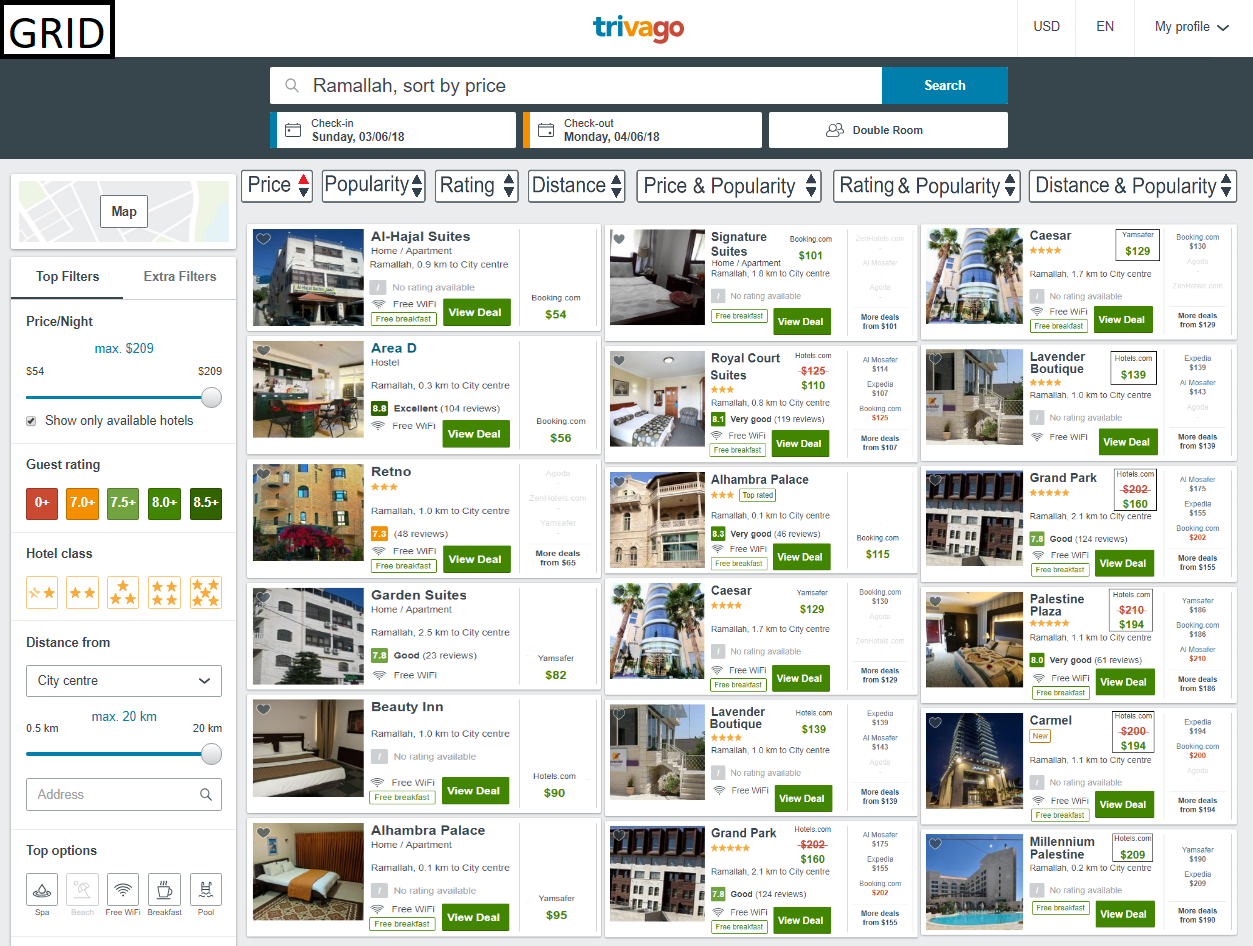 GRID
trivago
USD
EN
My profile
Ramallah, sort by price
Search
Check-in
Sunday, 03/06/18
Check-out
Monday, 04/06/18
Double Room
Price
Popularity
Rating
Distance
Price & Popularity
Rating & Popularity
Distance & Popularity
Map
Top Filters
Extra Filters
Price/Night
max. $209
$54
$209
Show only available hotels
Guest rating
0+
7.0+
7.5+
8.0+
8.5+
Hotel class
Distance from
City centre
max. 20 km
0.5 km
20 km
Address
Top options
Spa
Beach
Free WiFi
Breakfast
Pool
Al-Hajal Suites
Home / Apartment
Ramallah, 0.9 km to City centre
No rating available
Free WiFi
Free breakfast
View Deal
Booking.com
$54
Area D
Hostel
Ramallah, 0.3 km to City centre
8.8 Excellent (104 reviews)
Free WiFi
View Deal
Booking.com
$56
Retno
Ramallah, 1.0 km to City centre
7.3 (48 reviews)
Free WiFi
Free breakfast
View Deal
Agoda
-
ZenHotels.com
-
Yamsafer
-
More deals
from $65
Garden Suites
Home / Apartment
Ramallah, 2.5 km to City centre
7.8 Good (23 reviews)
Free WiFi
View Deal
Yamsafer
$82
Beauty Inn
Ramallah, 1.0 km to City centre
No rating available
Free WiFi
Free breakfast
View Deal
Hotels.com
$90
Alhambra Palace
Home / Apartment
Ramallah, 0.1 km to City centre
No rating available
Free WiFi
Free breakfast
View Deal
Yamsafer
$95
Signature
Suites
Home / Apartment
Ramallah, 1.8 km to City centre
No rating available
Free breakfast
View Deal
Booking.com
$101
ZenHotels.com
-
Al Mosafer
-
Agoda
-
More deals
from $101
Royal Court
Suites
Ramallah, 0.8 km to City centre
8.1 Very good (119 reviews)
Free WiFi
Free breakfast
View Deal
Hotels.com
$125
$110
Al Mosafer
$114
Expedia
$107
Booking.com
$125
More deals
from $107
Alhambra Palace
Top rated
Ramallah, 0.1 km to City centre
8.3 Very good (46 reviews)
Free WiFi
Free breakfast
View Deal
Booking.com
$115
Caesar
Ramallah, 1.7 km to City centre
No rating available
Free WiFi
Free breakfast
View Deal
Yamsafer
$129
Booking.com
$130
Agoda
-
ZenHotels.com
More deals
from $129
Lavender
Boutique
Ramallah, 1.0 km to City centre
No rating available
Free WiFi
View Deal
Hotels.com
$139
Expedia
$139
Al Mosafer
$143
Agoda
-
More deals
from $139
Grand Park
Ramallah, 2.1 km to City centre
7.8 Good (124 reviews)
Free WiFi
Free breakfast
View Deal
Hotels.com
$202
$160
Al Mosafer
$175
Expedia
$155
Booking.com
$202
More deals
from $155
Caesar
Ramallah, 1.7 km to City centre
No rating available
Free WiFi
Free breakfast
View Deal
Yamsafer
$129
Booking.com
$130
Agoda
-
ZenHotels.com
More deals
from $129
Lavender
Boutique
Ramallah, 1.0 km to City centre
No rating available
Free WiFi
View Deal
Hotels.com
$139
Expedia
$139
Al Mosafer
$143
Agoda
More deals
from $139
Grand Park
Ramallah, 2.1 km to City centre
7.8 Good (124 reviews)
Free WiFi
Free breakfast
View Deal
Hotels.com
$202
$160
Al Mosafer
$175
Expedia
$155
Booking.com
$202
More deals
from $155
Palestine
Plaza
Ramallah, 1.1 km to City centre
8.0 Very good (61 reviews)
Free WiFi
Free breakfast
View Deal
Hotels.com
$210
$194
Yamsafer
$186
Booking.com
$186
Al Mosafer
$210
More deals
from $186
Carmel
New
Ramallah, 1.1 km to City centre
No rating available
Free WiFi
Free breakfast
View Deal
Hotels.com
$200
$194
Expedia
$194
Booking.com
$200
Agoda
More deals
from $194
Millennium
Palestine
Ramallah, 0.2 km to City centre
No rating available
Free breakfast
View Deal
Hotels.com
$209
Yamsafer
$190
Expedia
$209
More deals
from $190